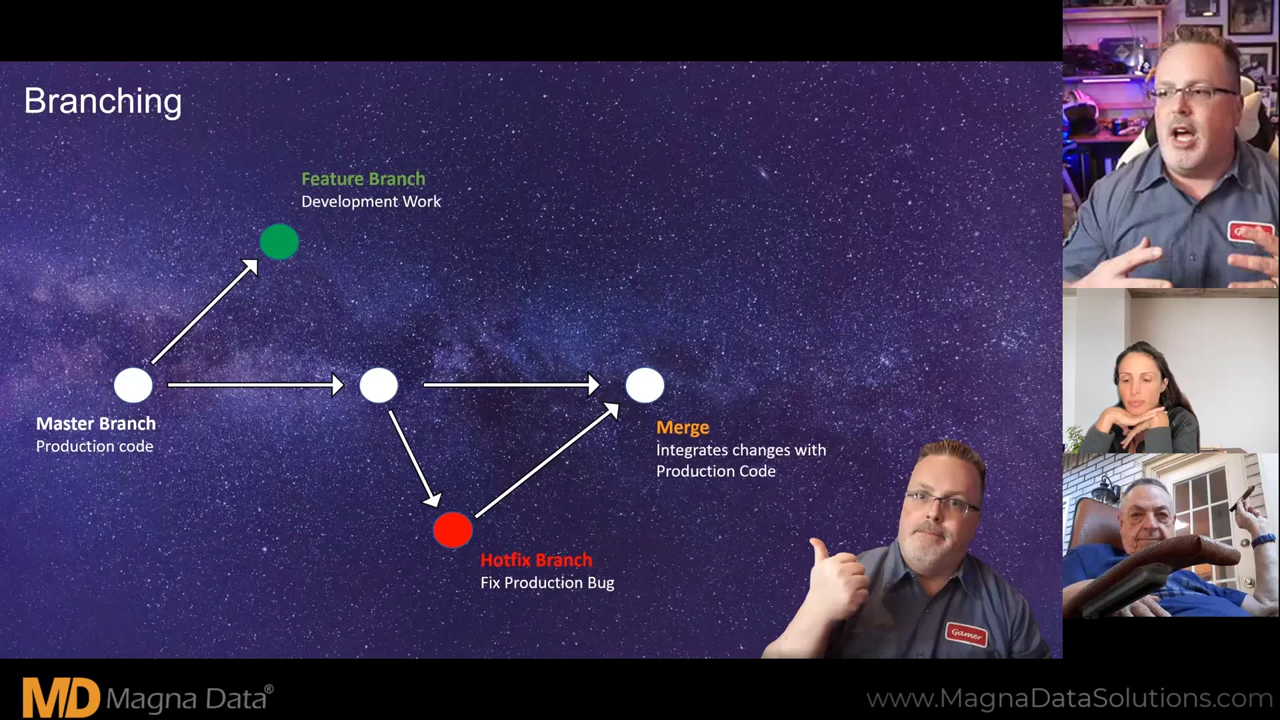 Branching
Feature Branch
Development Work
Master Branch
Production code
Merge
Integrates changes with
Production Code
Hotfix Branch
Fix Production Bug
Gamer
MD Magna Data®
www.MagnaDataSolutions.com